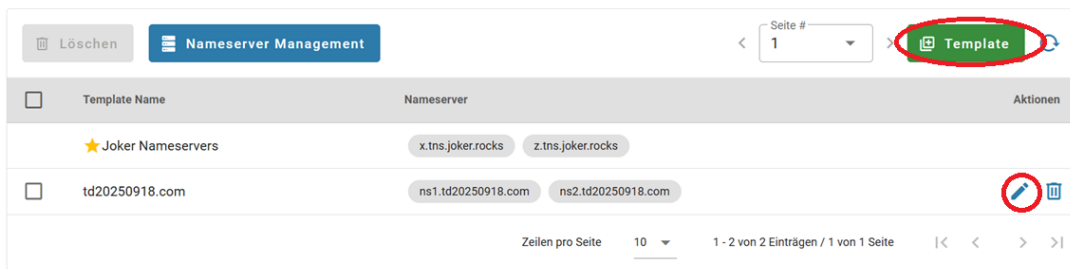 Seite #
Löschen Nameserver Management 1 Template
Template Name Nameserver Aktionen
Joker Nameservers x.tns.joker.rocks z.tns.joker.rocks
td20250918.com ns1.td20250918.com ns2.td20250918.com
Zeilen pro Seite 10 1 - 2 von 2 Einträgen / 1 von 1 Seite